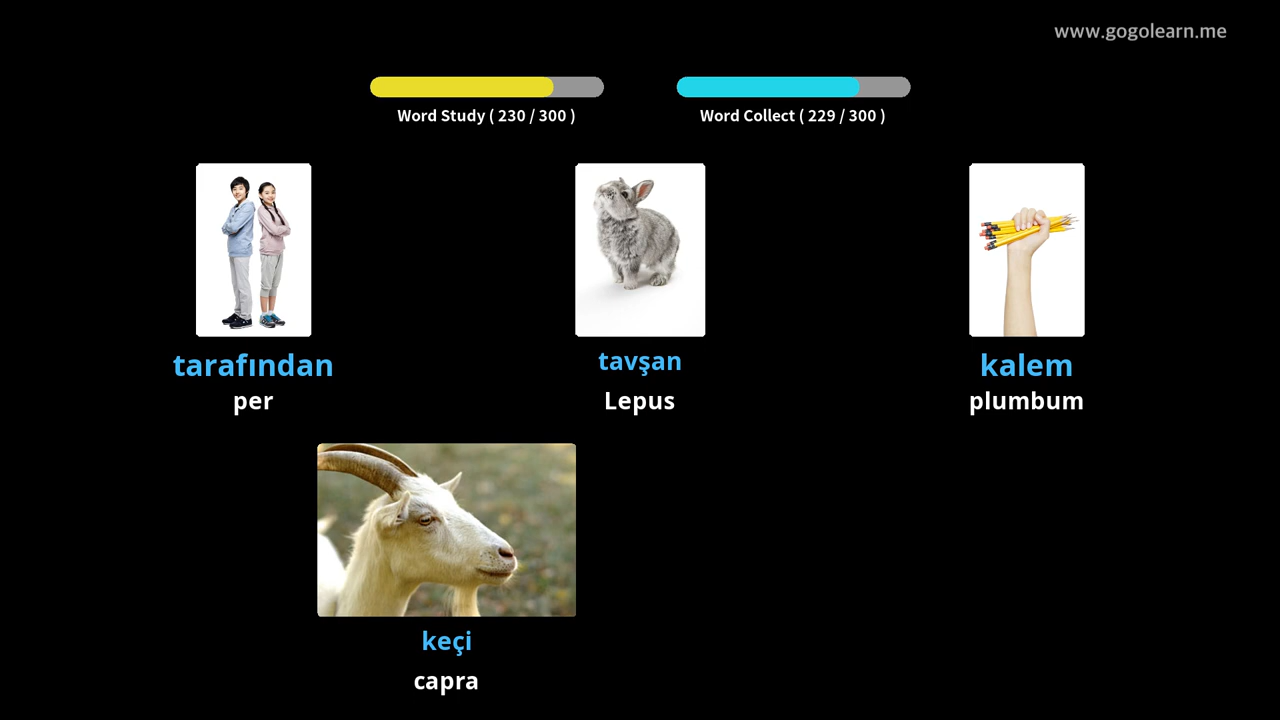 www.gogolearn.me
Word Study ( 230 / 300 )
Word Collect ( 229 / 300 )
tarafından
per
tavşan
Lepus
kalem
plumbum
keçi
capra